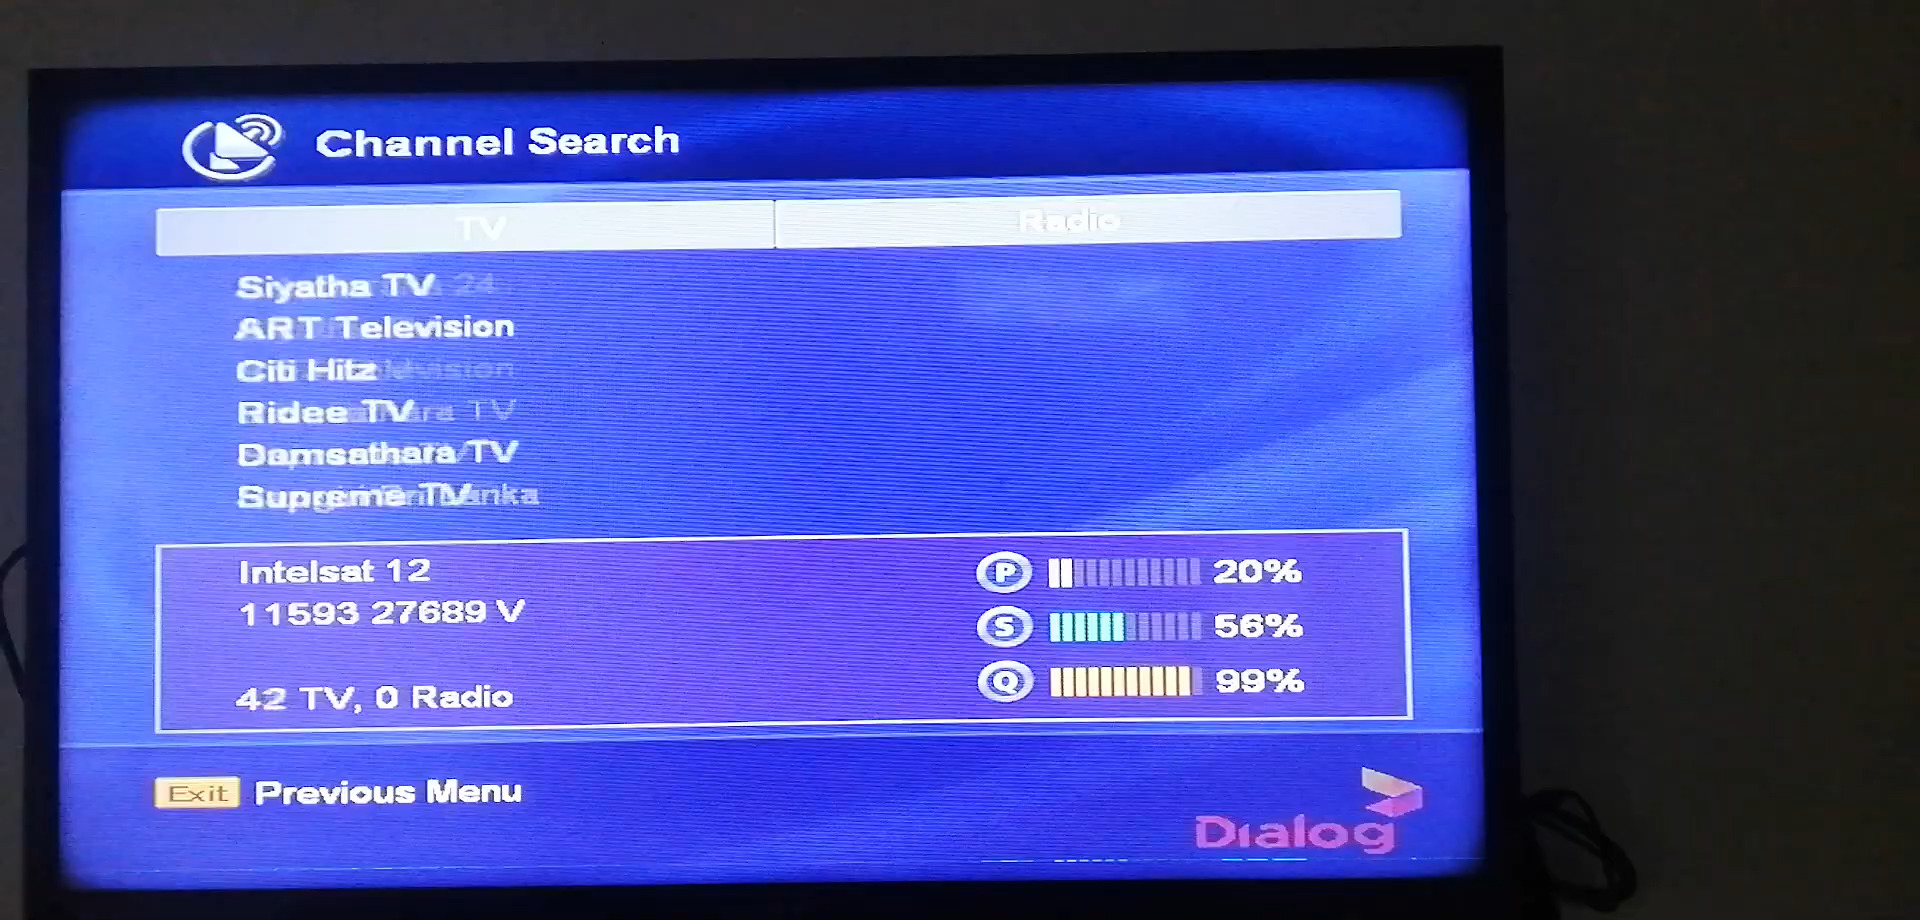 Channel Search
TV Radio
Siyatha TV
ART Television
Citi Hitz
Ridee TV
Damsathara TV
Supreme TV
Intelsat 12
11593 27689 V
42 TV, 0 Radio
P 20%
S 56%
Q 99%
Exit Previous Menu
Dialog